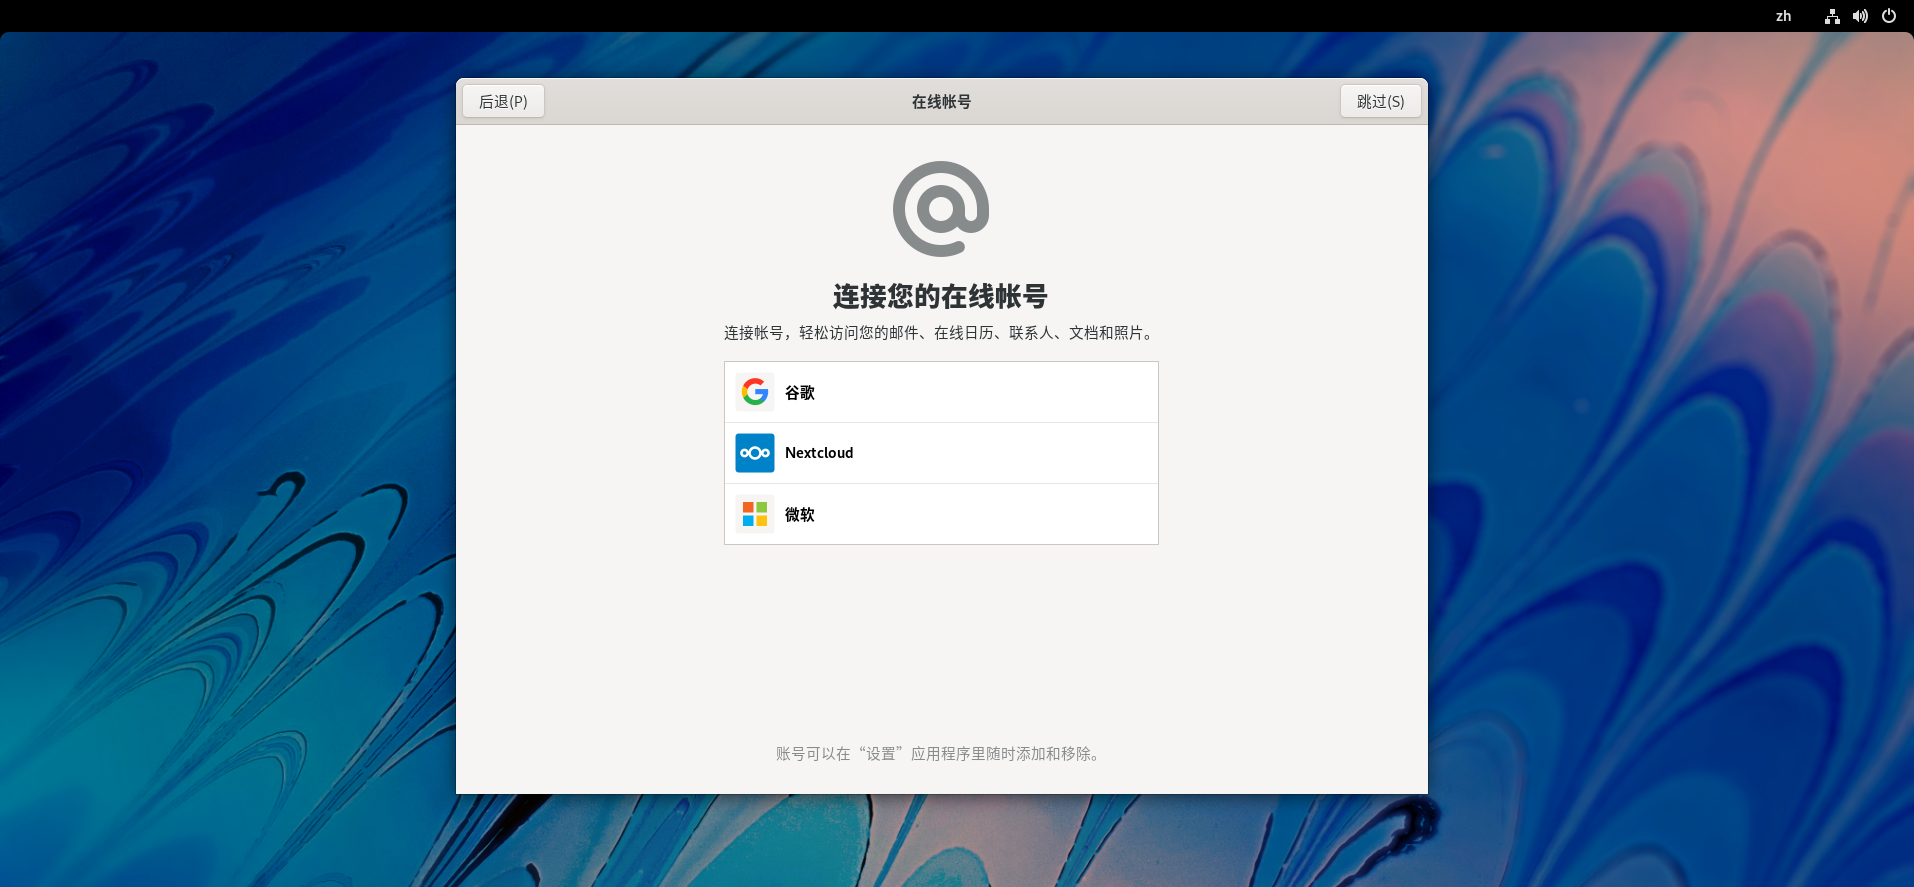 zh
后退(P)
在线帐号
跳过(S)
连接您的在线帐号
连接帐号，轻松访问您的邮件、在线日历、联系人、文档和照片。
谷歌
Nextcloud
微软
账号可以在“设置”应用程序里随时添加和移除。